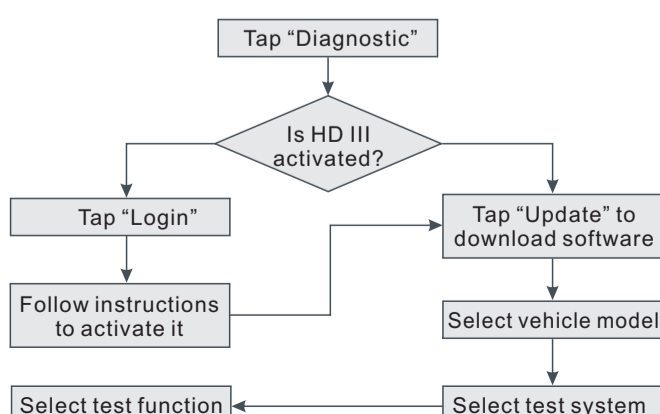 Tap “Diagnostic”
Is HD III
activated?
Tap “Login”
Tap “Update” to
download software
Follow instructions
to activate it
Select vehicle model
Select test system
Select test function